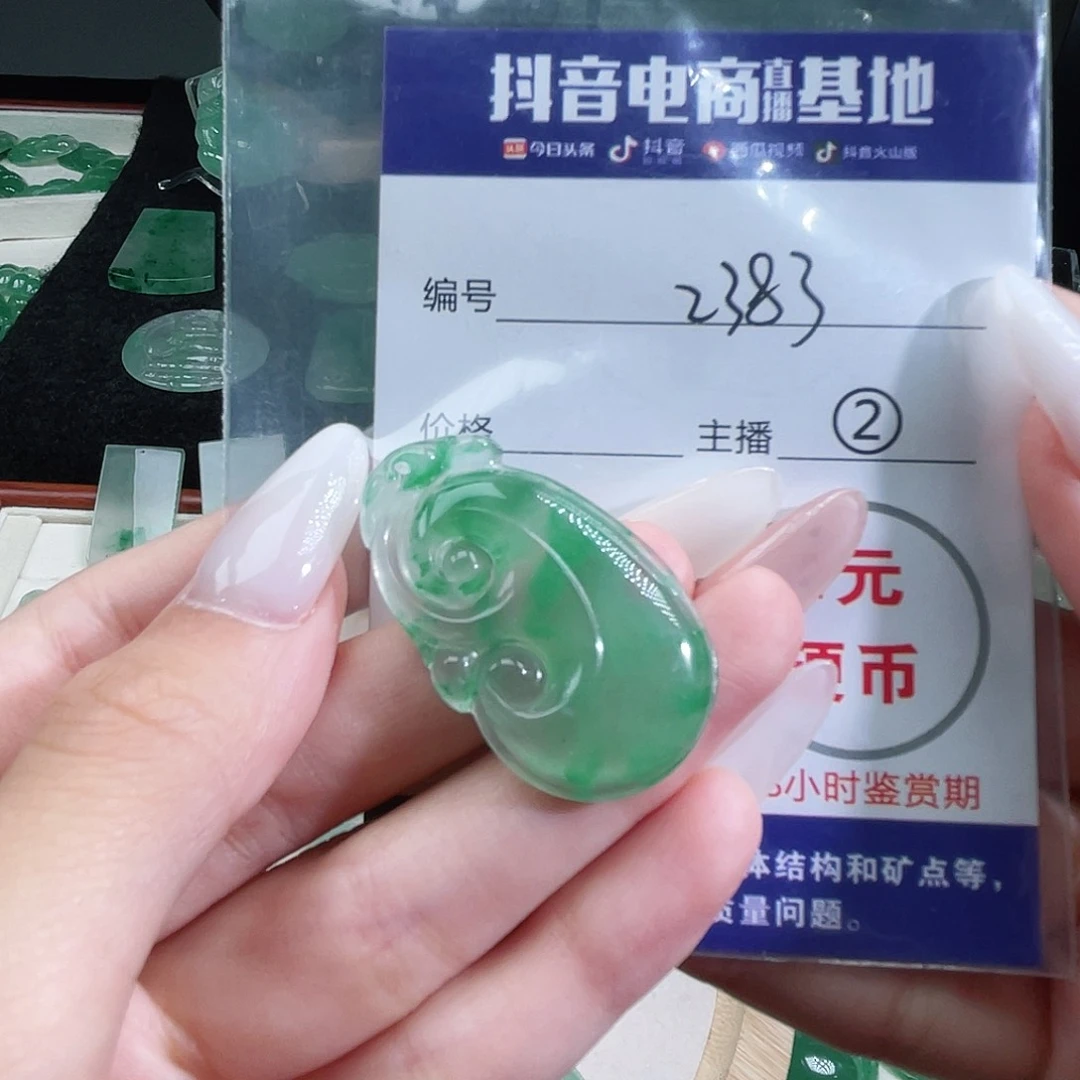 抖音电商直播基地
今日头条 抖音 西瓜视频 抖音火山版
编号 2383
价格 主播 ②
元
硬币
小时鉴赏期
体结构和矿点等，
质量问题。